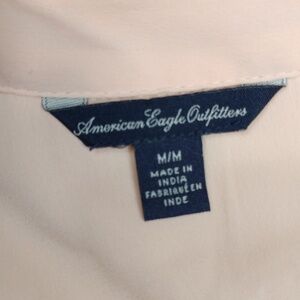 American Eagle Outfitters
M/M
MADE IN
INDIA
FABRIQUÉ EN
INDE